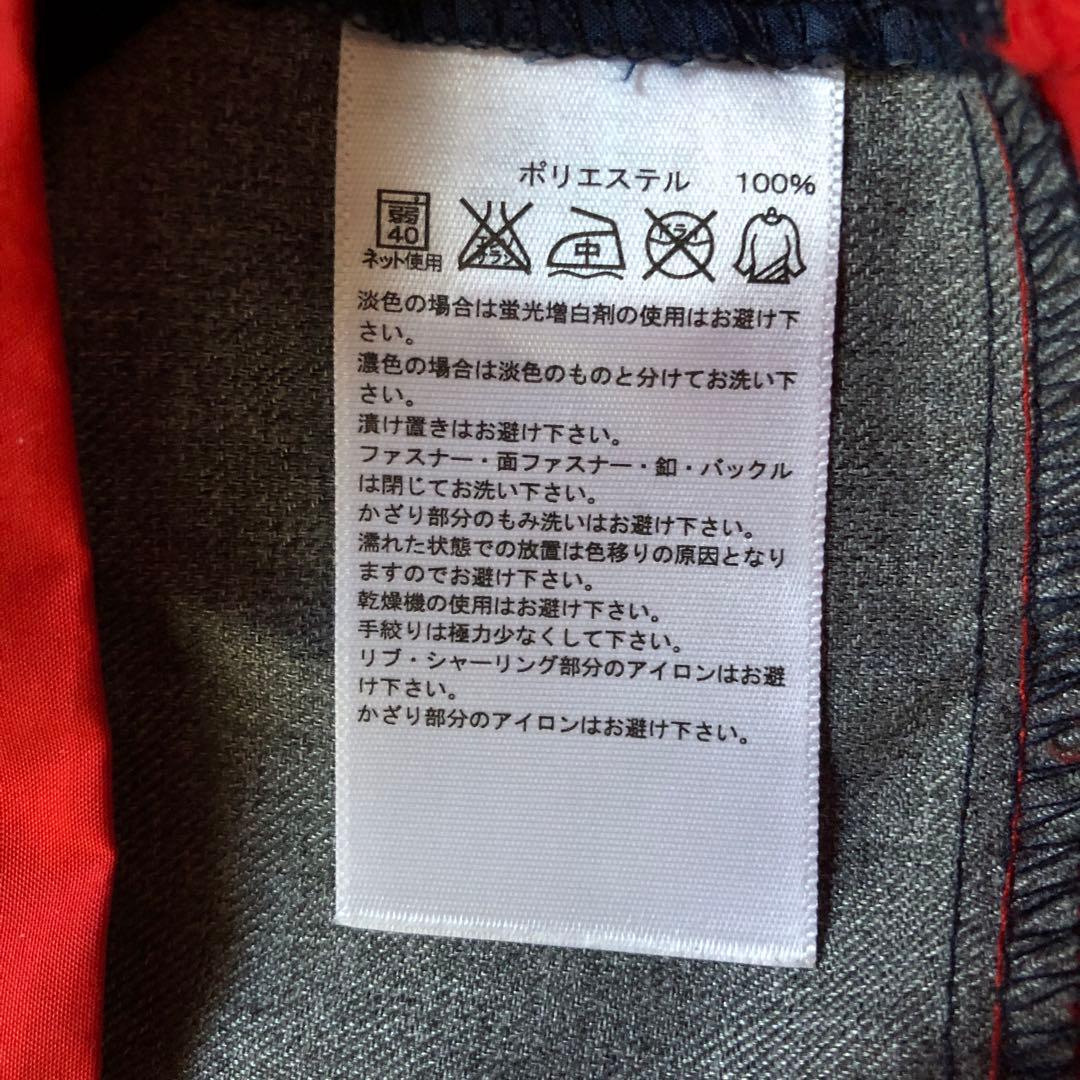 ポリエステル 100%
弱
40
ネット使用
エンソ
サラシ
中
ドライ
淡色の場合は蛍光増白剤の使用はお避け下
さい。
濃色の場合は淡色のものと分けてお洗い下
さい。
漬け置きはお避け下さい。
ファスナー・面ファスナー・釦・バックル
は閉じてお洗い下さい。
かざり部分のもみ洗いはお避け下さい。
濡れた状態での放置は色移りの原因となり
ますのでお避け下さい。
乾燥機の使用はお避け下さい。
手絞りは極力少なくして下さい。
リブ・シャーリング部分のアイロンはお避
け下さい。
かざり部分のアイロンはお避け下さい。